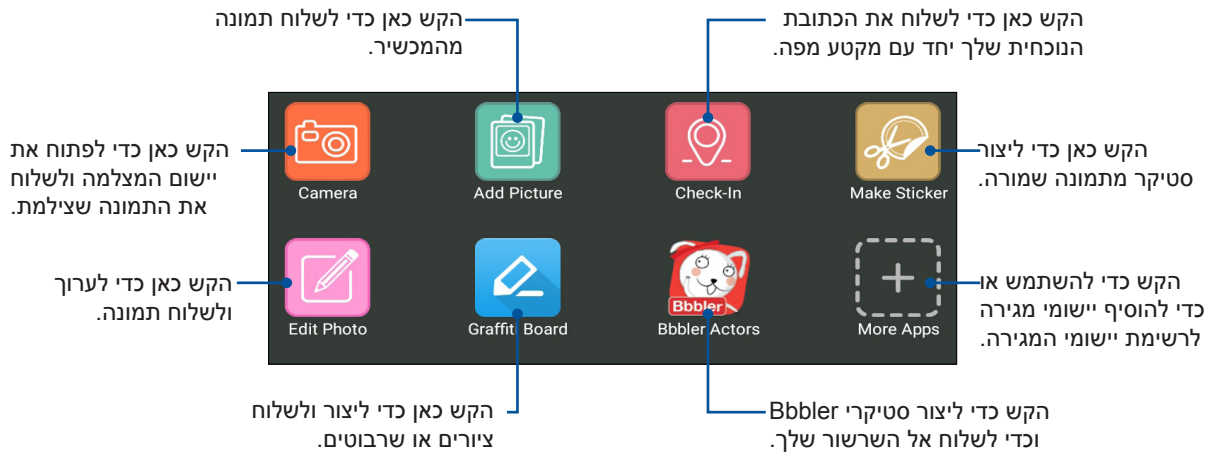 הקש כאן כדי לשלוח את הכתובת
הנוכחית שלך יחד עם מקטע מפה.
הקש כאן כדי לשלוח תמונה
מהמכשיר.
הקש כאן כדי ליצור
סטיקר מתמונה שמורה.
הקש כאן כדי לפתוח את
יישום המצלמה ולשלוח
את התמונה שצילמת.
Camera
Add Picture
Check-In
Make Sticker
הקש כדי להשתמש או
כדי להוסיף יישומי מגירה
לרשימת יישומי המגירה.
הקש כאן כדי לערוך
ולשלוח תמונה.
Bbbler
Edit Photo
Graffiti Board
Bbbler Actors
More Apps
הקש כדי ליצור סטיקרי Bbbler
וכדי לשלוח אל השרשור שלך.
הקש כאן כדי ליצור ולשלוח
ציורים או שרבוטים.